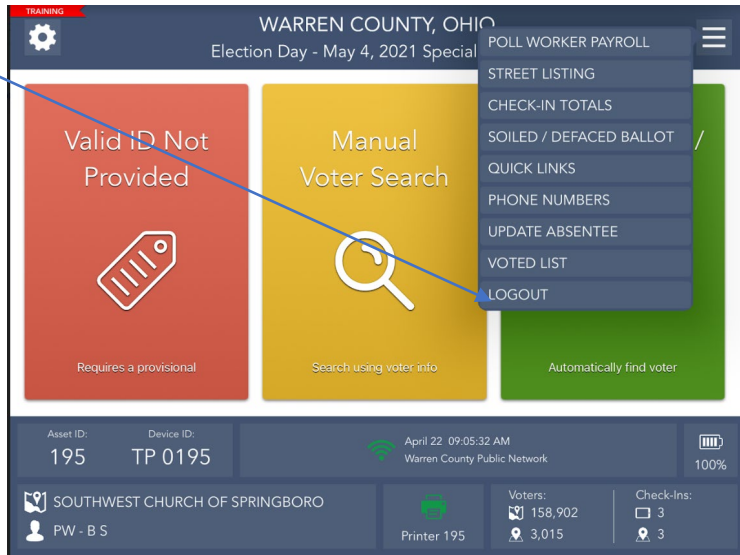 TRAINING
WARREN COUNTY, OHIO
Election Day - May 4, 2021 Special
POLL WORKER PAYROLL
STREET LISTING
CHECK-IN TOTALS
SOILED / DEFACED BALLOT
QUICK LINKS
PHONE NUMBERS
UPDATE ABSENTEE
VOTED LIST
LOGOUT
Valid ID Not
Provided
Requires a provisional
Manual
Voter Search
Search using voter info
/
Automatically find voter
Asset ID:
195
Device ID:
TP 0195
April 22 09:05:32 AM
Warren County Public Network
100%
SOUTHWEST CHURCH OF SPRINGBORO
PW - B S
Printer 195
Voters:
158,902
3,015
Check-Ins:
3
3